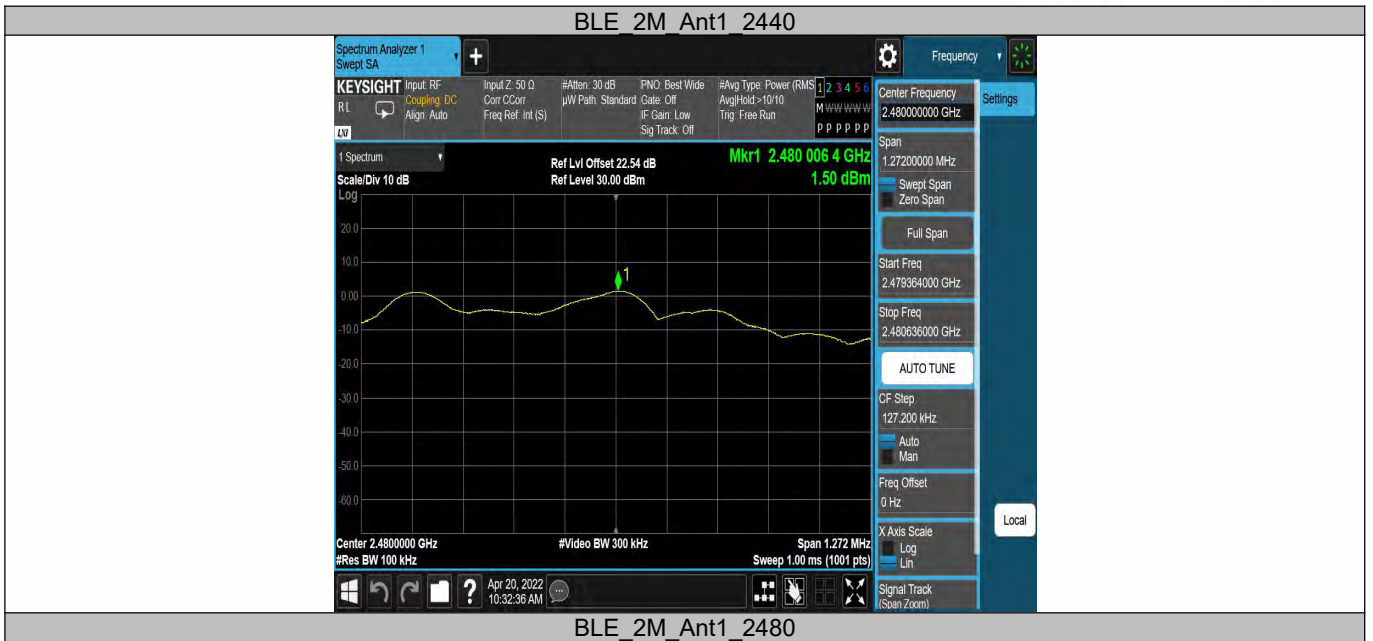 BLE_2M_Ant1_2440
Spectrum Analyzer 1
Swept SA
+
Frequency
KEYSIGHT
RL
LXI
Input: RF
Coupling: DC
Align: Auto
Input Z: 50 Ω
Corr CCorr
Freq Ref: Int (S)
#Atten: 30 dB
µW Path: Standard
PNO: Best Wide
Gate: Off
IF Gain: Low
Sig Track: Off
#Avg Type: Power (RMS
Avg|Hold:>10/10
Trig: Free Run
1 2 3 4 5 6
M W W W W W
P P P P P P
Center Frequency
2.480000000 GHz
Settings
Span
1.27200000 MHz
Swept Span
Zero Span
Full Span
Start Freq
2.479364000 GHz
Stop Freq
2.480636000 GHz
AUTO TUNE
CF Step
127.200 kHz
Auto
Man
Freq Offset
0 Hz
X Axis Scale
Log
Lin
Signal Track
(Span Zoom)
Local
1 Spectrum
Scale/Div 10 dB
Log
Ref Lvl Offset 22.54 dB
Ref Level 30.00 dBm
Mkr1 2.480 006 4 GHz
1.50 dBm
20.0
10.0
1
0.00
-10.0
-20.0
-30.0
-40.0
-50.0
-60.0
Center 2.4800000 GHz
#Res BW 100 kHz
#Video BW 300 kHz
Span 1.272 MHz
Sweep 1.00 ms (1001 pts)
?
Apr 20, 2022
10:32:36 AM
BLE_2M_Ant1_2480